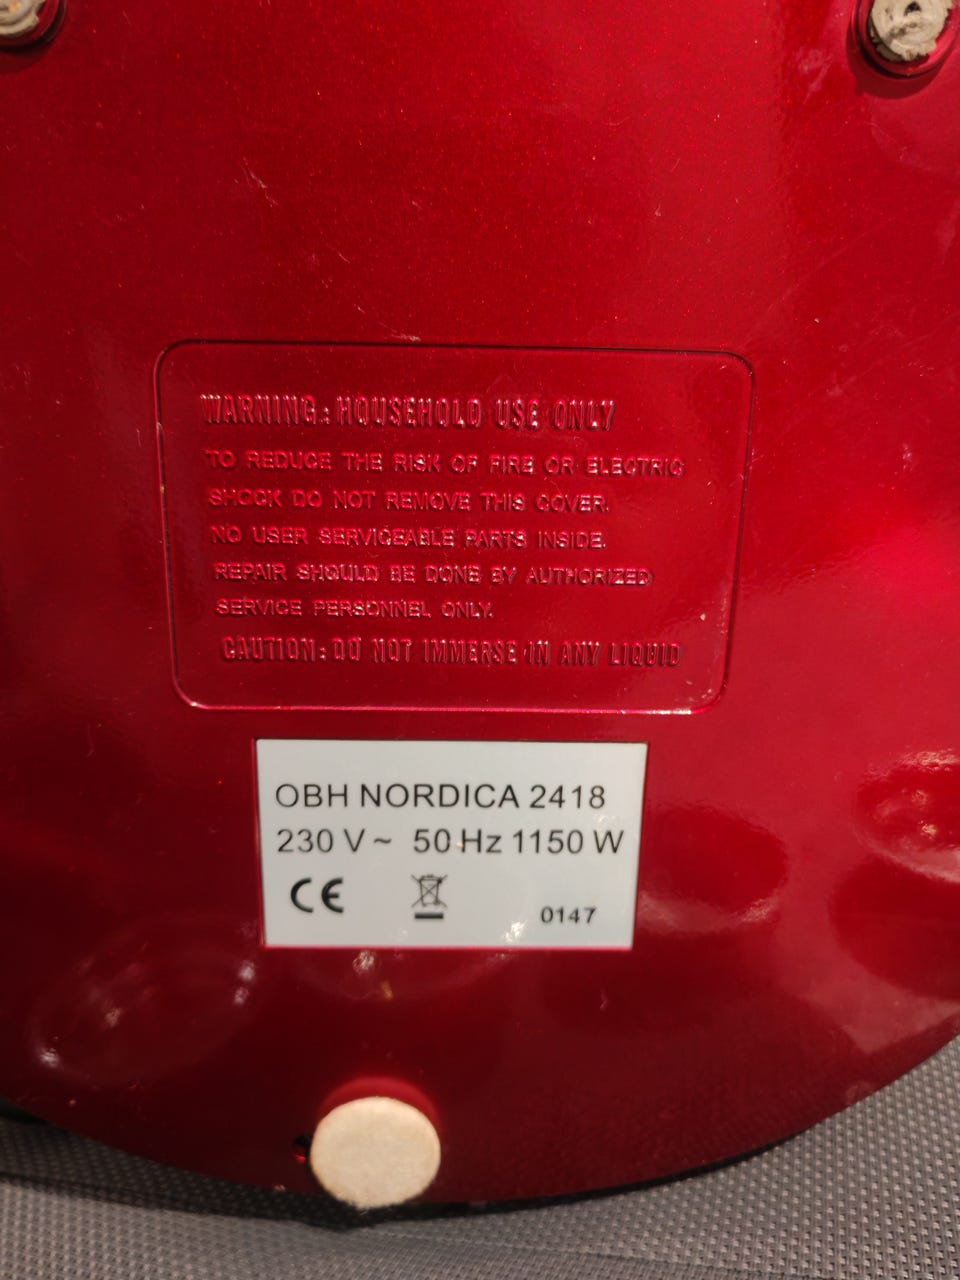 WARNING: HOUSEHOLD USE ONLY
TO REDUCE THE RISK OF FIRE OR ELECTRIC
SHOCK DO NOT REMOVE THIS COVER.
NO USER SERVICEABLE PARTS INSIDE.
REPAIR SHOULD BE DONE BY AUTHORIZED
SERVICE PERSONNEL ONLY.
CAUTION: DO NOT IMMERSE IN ANY LIQUID
OBH NORDICA 2418
230 V ~ 50 Hz 1150 W
CE 0147